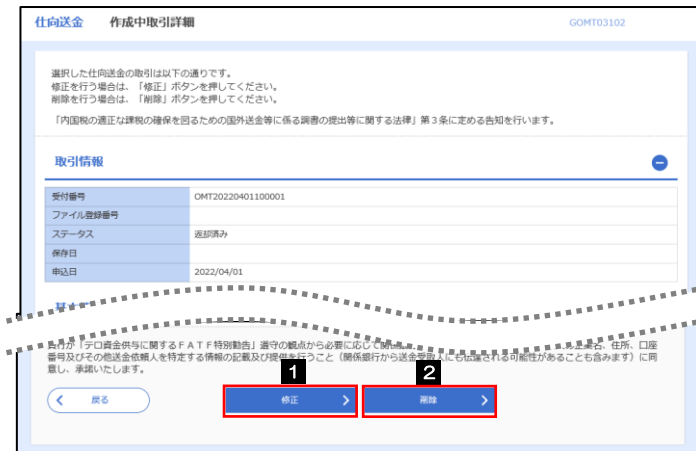 仕向送金 作成中取引詳細 GOMT03102
選択した仕向送金の取引は以下の通りです。
修正を行う場合は、「修正」ボタンを押してください。
削除を行う場合は、「削除」ボタンを押してください。
「内国税の適正な課税の確保を図るための国外送金等に係る調書の提出等に関する法律」第3条に定める告知を行います。
取引情報
受付番号 OMT20220401100001
ファイル登録番号
ステータス 返却済み
保存日
申込日 2022/04/01
貴行が「テロ資金供与に関するFATF特別勧告」遵守の観点から必要に応じて関係 住所、口座
番号及びその他送金依頼人を特定する情報の記載及び提供を行うこと(関係銀行から送金受取人にも伝達される可能性があることも含みます)に同
意し、承諾いたします。
1 2
戻る 修正 削除